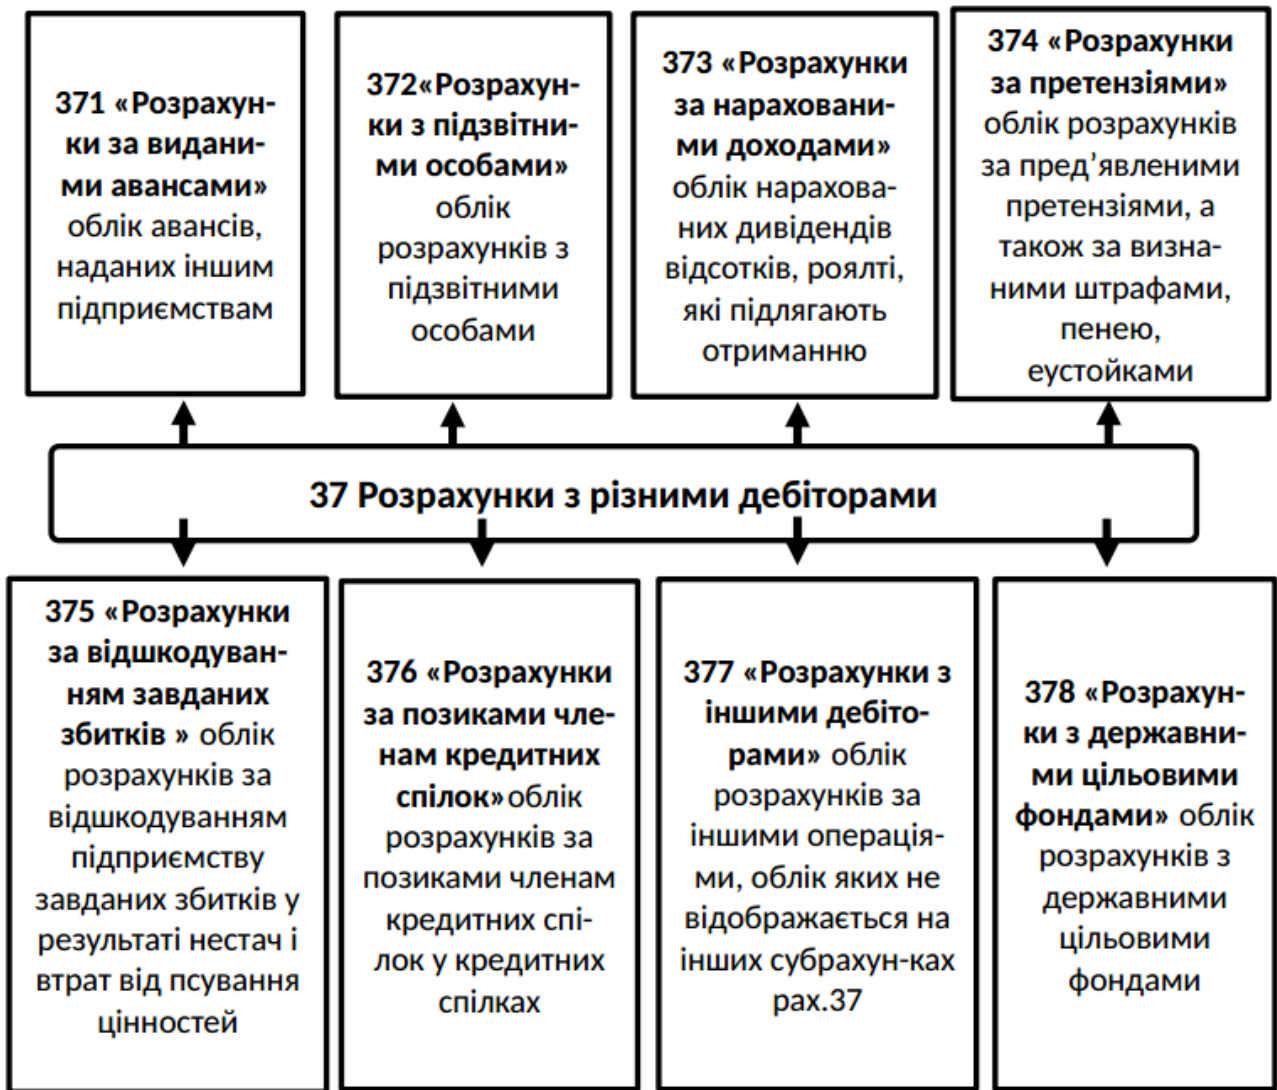 371 «Розрахун-
ки за видани-
ми авансами»
облік авансів,
наданих іншим
підприємствам
372«Розрахун-
ки з підзвітни-
ми особами»
облік
розрахунків з
підзвітними
особами
373 «Розрахунки
за нараховани-
ми доходами»
облік нарахова-
них дивідендів
відсотків, роялті,
які підлягають
отриманню
374 «Розрахунки
за претензіями»
облік розрахунків
за пред’явленими
претензіями, а
також за визна-
ними штрафами,
пенею,
еустойками
37 Розрахунки з різними дебіторами
375 «Розрахунки
за відшкодуван-
ням завданих
збитків » облік
розрахунків за
відшкодуванням
підприємству
завданих збитків у
результаті нестач і
втрат від псування
цінностей
376 «Розрахунки
за позиками чле-
нам кредитних
спілок»облік
розрахунків за
позиками членам
кредитних спі-
лок у кредитних
спілках
377 «Розрахунки з
іншими дебіто-
рами» облік
розрахунків за
іншими операція-
ми, облік яких не
відображається на
інших субрахун-ках
рах.37
378 «Розрахун-
ки з державни-
ми цільовими
фондами» облік
розрахунків з
державними
цільовими
фондами